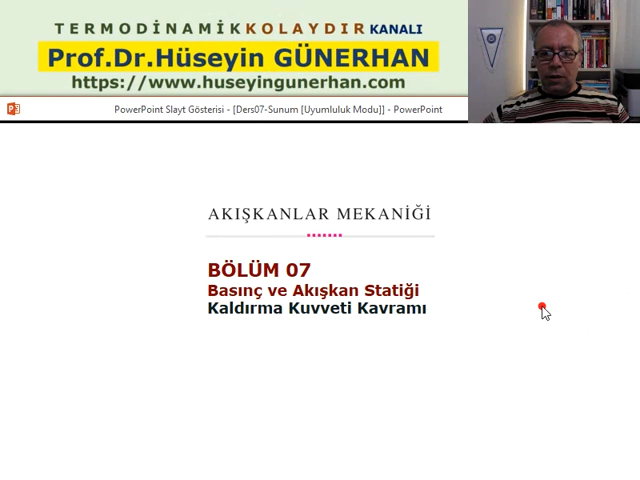 TERMODİNAMİKKOLAYDIR KANALI
Prof.Dr.Hüseyin GÜNERHAN
https://www.huseyingunerhan.com
PowerPoint Slayt Gösterisi - [Ders07-Sunum [Uyumluluk Modu]] - PowerPoint
AKIŞKANLAR MEKANİĞİ
BÖLÜM 07
Basınç ve Akışkan Statiği
Kaldırma Kuvveti Kavramı